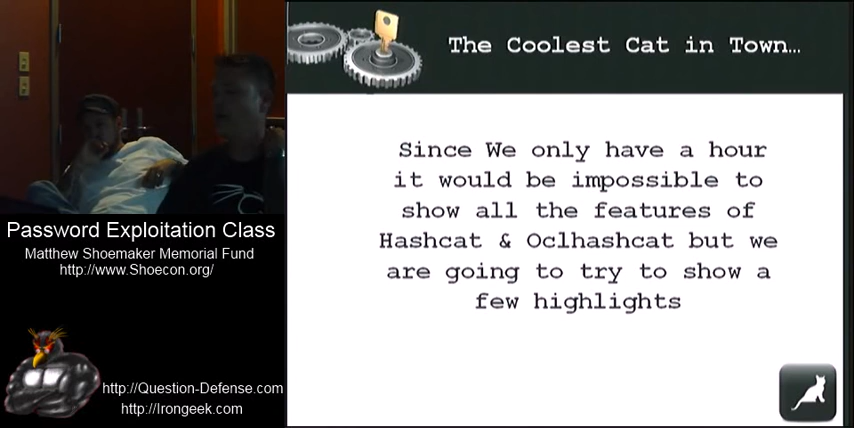 The Coolest Cat in Town…
Since We only have a hour
it would be impossible to
show all the features of
Hashcat & Oclhashcat but we
are going to try to show a
few highlights
Password Exploitation Class
Matthew Shoemaker Memorial Fund
http://www.Shoecon.org/
http://Question-Defense.com
http://Irongeek.com